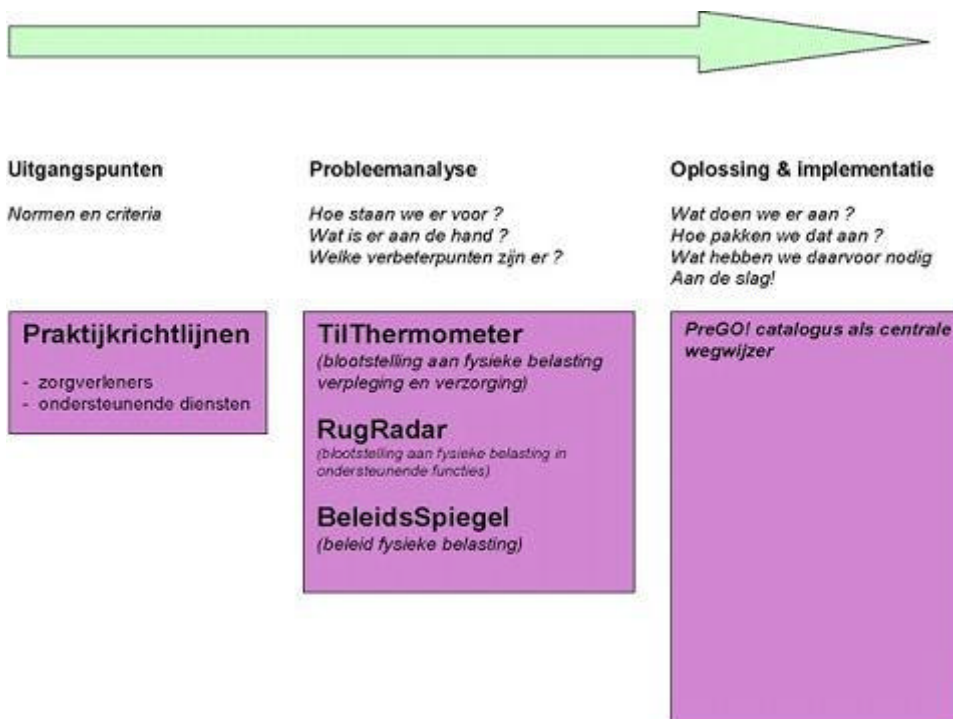 Uitgangspunten
Normen en criteria
Praktijkrichtlijnen
- zorgverleners
- ondersteunende diensten
Probleemanalyse
Hoe staan we er voor ?
Wat is er aan de hand ?
Welke verbeterpunten zijn er ?
TilThermometer
(blootstelling aan fysieke belasting
verpleging en verzorging)
RugRadar
(blootstelling aan fysieke belasting in
ondersteunende functies)
BeleidsSpiegel
(beleid fysieke belasting)
Oplossing & implementatie
Wat doen we er aan ?
Hoe pakken we dat aan ?
Wat hebben we daarvoor nodig
Aan de slag!
PreGO! catalogus als centrale
wegwijzer